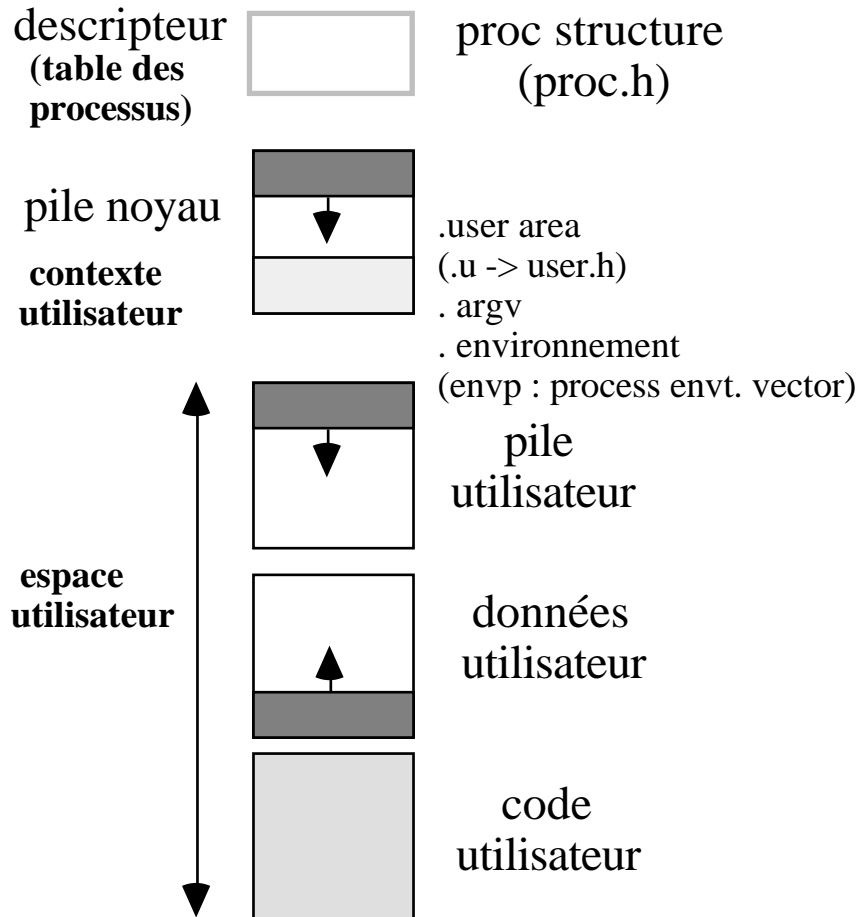 descripteur
(table des
processus)
proc structure
(proc.h)
pile noyau
contexte
utilisateur
.user area
(.u -> user.h)
. argv
. environnement
(envp : process envt. vector)
pile
utilisateur
espace
utilisateur
données
utilisateur
code
utilisateur